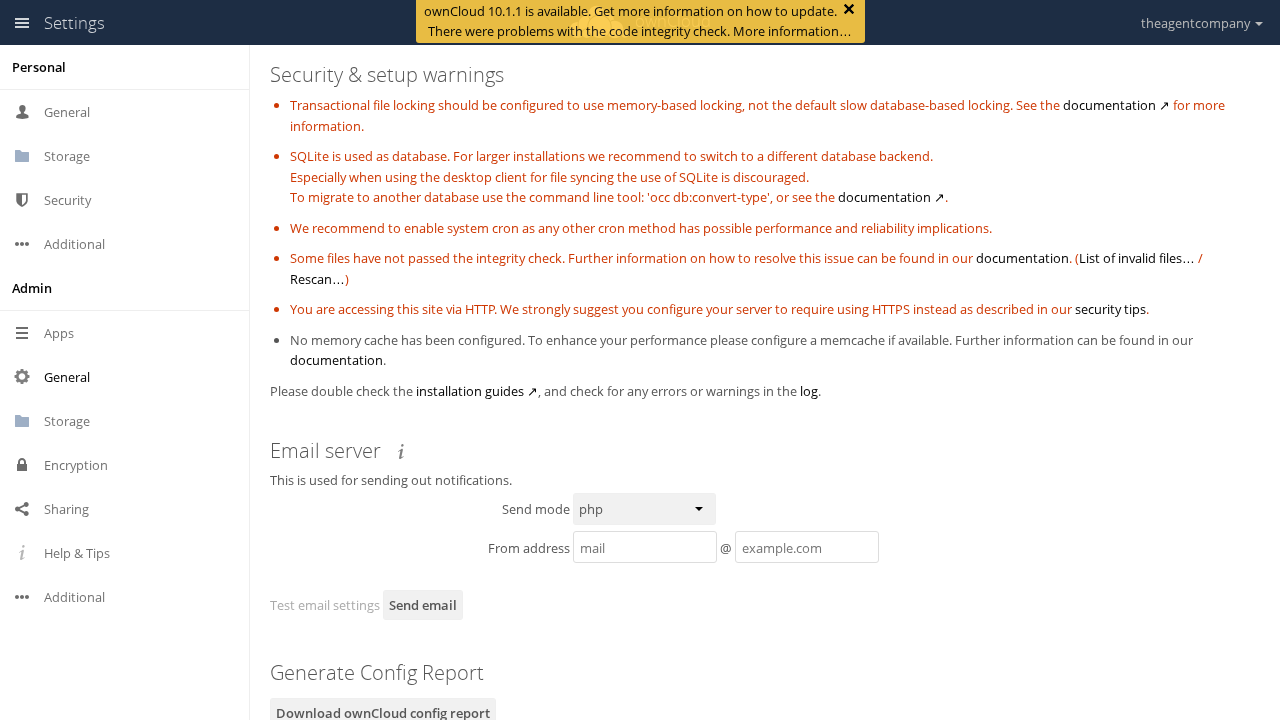 Settings
ownCloud 10.1.1 is available. Get more information on how to update.
There were problems with the code integrity check. More information…
theagentcompany
Personal
General
Storage
Security
Additional
Admin
Apps
General
Storage
Encryption
Sharing
Help & Tips
Additional
Security & setup warnings
Transactional file locking should be configured to use memory-based locking, not the default slow database-based locking. See the documentation ↗ for more
information.
SQLite is used as database. For larger installations we recommend to switch to a different database backend.
Especially when using the desktop client for file syncing the use of SQLite is discouraged.
To migrate to another database use the command line tool: 'occ db:convert-type', or see the documentation ↗.
We recommend to enable system cron as any other cron method has possible performance and reliability implications.
Some files have not passed the integrity check. Further information on how to resolve this issue can be found in our documentation. (List of invalid files… /
Rescan…)
You are accessing this site via HTTP. We strongly suggest you configure your server to require using HTTPS instead as described in our security tips.
No memory cache has been configured. To enhance your performance please configure a memcache if available. Further information can be found in our
documentation.
Please double check the installation guides ↗, and check for any errors or warnings in the log.
Email server
This is used for sending out notifications.
Send mode php
From address mail @ example.com
Test email settings Send email
Generate Config Report
Download ownCloud config report